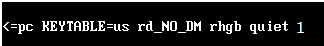 <=pc KEYTABLE=us rd_NO_DM rhgb quiet 1